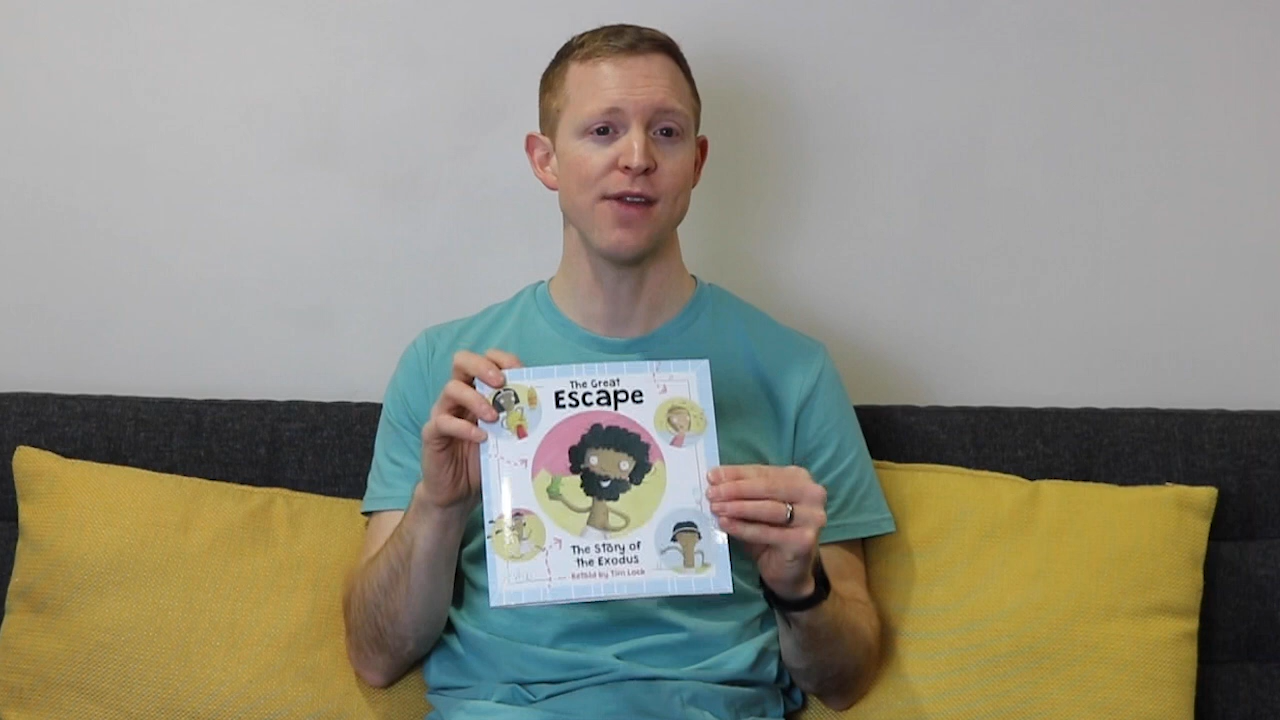 The Great
Escape
The Story of
the Exodus
Retold by Tim Lock